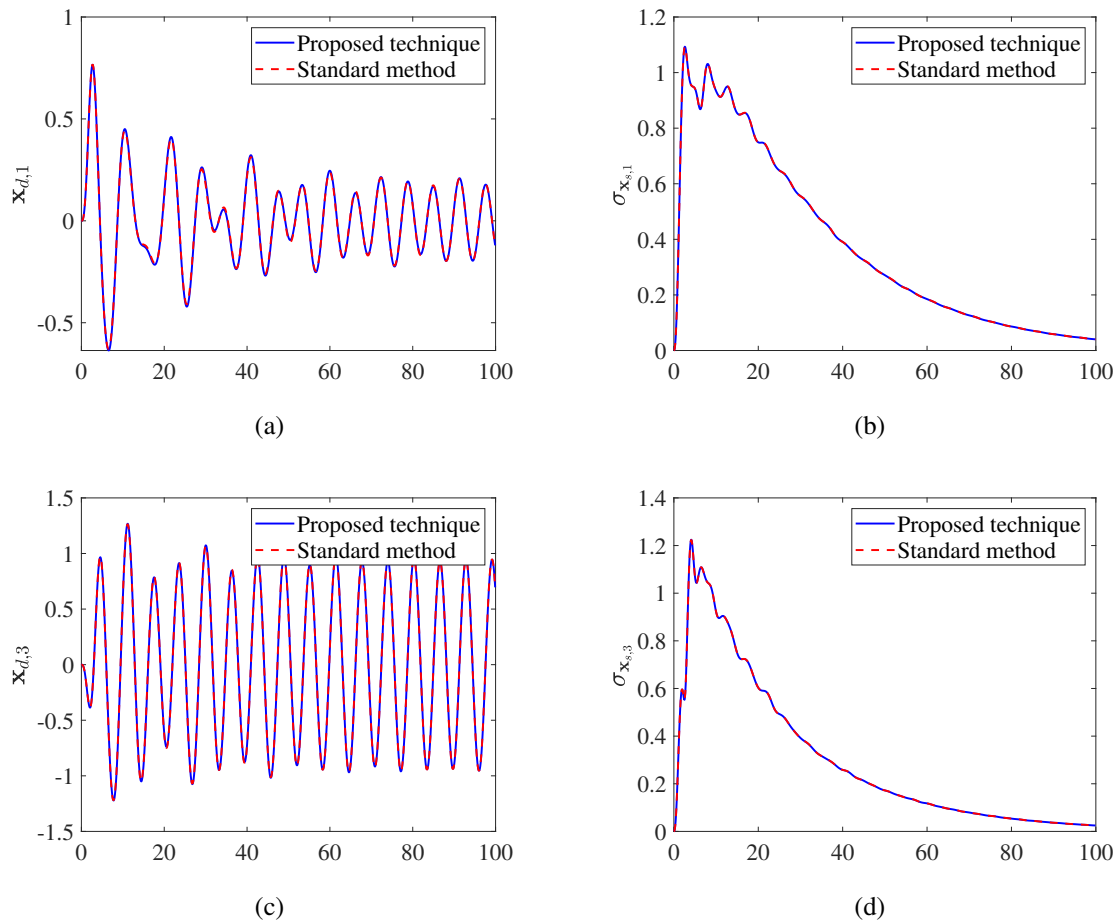 1
0.5
0
-0.5
x_{d,1}
Proposed technique
Standard method
0 20 40 60 80 100
(a)
1.2
1
0.8
0.6
0.4
0.2
0
σ_{x_{s,1}}
Proposed technique
Standard method
0 20 40 60 80 100
(b)
1.5
1
0.5
0
-0.5
-1
-1.5
x_{d,3}
Proposed technique
Standard method
0 20 40 60 80 100
(c)
1.4
1.2
1
0.8
0.6
0.4
0.2
0
σ_{x_{s,3}}
Proposed technique
Standard method
0 20 40 60 80 100
(d)